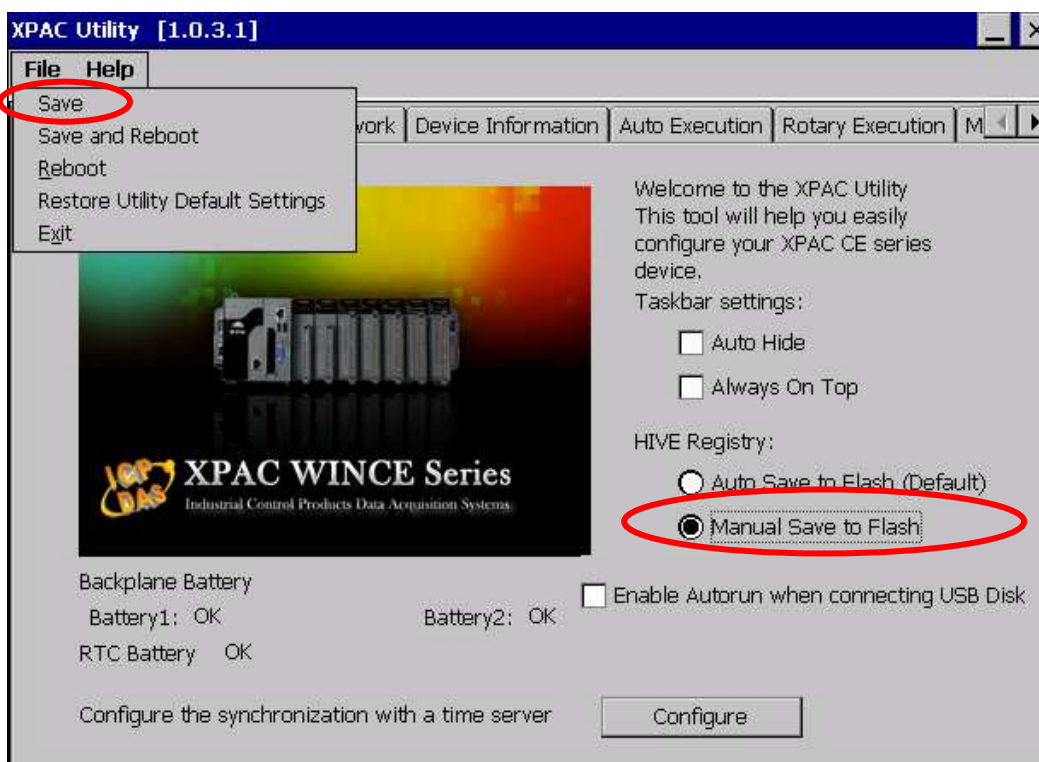 XPAC Utility [1.0.3.1]
File Help
Save
Save and Reboot
Reboot
Restore Utility Default Settings
Exit
work Device Information Auto Execution Rotary Execution M
Welcome to the XPAC Utility
This tool will help you easily
configure your XPAC CE series
device.
Taskbar settings:
Auto Hide
Always On Top
HIVE Registry:
Auto Save to Flash (Default)
Manual Save to Flash
Enable Autorun when connecting USB Disk
ICP DAS
XPAC WINCE Series
Industrial Control Products Data Acquisition Systems
Backplane Battery
Battery1: OK Battery2: OK
RTC Battery OK
Configure the synchronization with a time server Configure